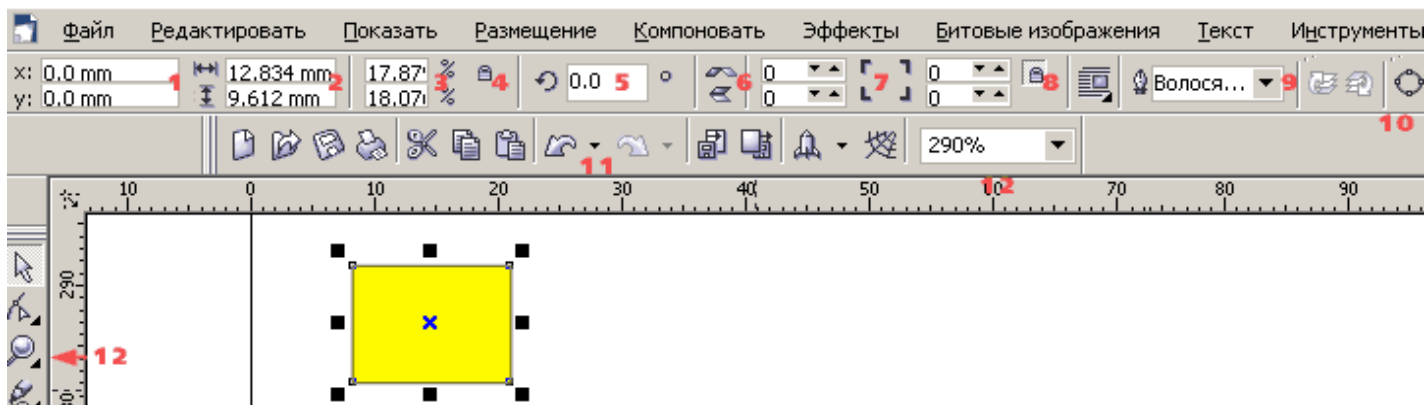 Файл Редактировать Показать Размещение Компоновать Эффекты Битовые изображения Текст Инструменты
x: 0.0 mm 1 12.834 mm 2 17.87 % 3 4 0.0 5 ° 6 0 7 0 8 Волося... 9
y: 0.0 mm 9.612 mm 18.07 % 0 0 10
290%
11
12
10 0 10 20 30 40 50 60 70 80 90
290
12